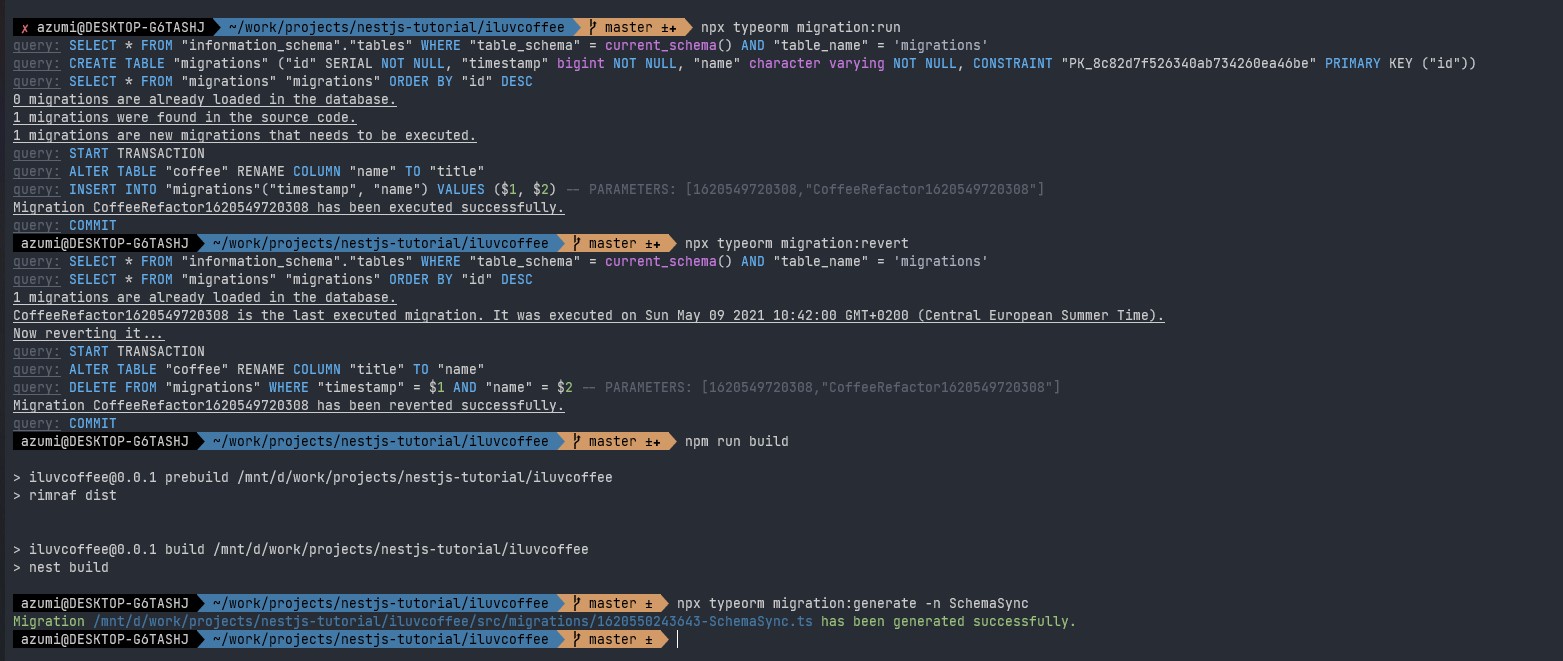 ✗ azumi@DESKTOP-G6TASHJ ~/work/projects/nestjs-tutorial/iluvcoffee master ±+ npx typeorm migration:run
query: SELECT * FROM "information_schema"."tables" WHERE "table_schema" = current_schema() AND "table_name" = 'migrations'
query: CREATE TABLE "migrations" ("id" SERIAL NOT NULL, "timestamp" bigint NOT NULL, "name" character varying NOT NULL, CONSTRAINT "PK_8c82d7f526340ab734260ea46be" PRIMARY KEY ("id"))
query: SELECT * FROM "migrations" "migrations" ORDER BY "id" DESC
0 migrations are already loaded in the database.
1 migrations were found in the source code.
1 migrations are new migrations that needs to be executed.
query: START TRANSACTION
query: ALTER TABLE "coffee" RENAME COLUMN "name" TO "title"
query: INSERT INTO "migrations"("timestamp", "name") VALUES ($1, $2) -- PARAMETERS: [1620549720308,"CoffeeRefactor1620549720308"]
Migration CoffeeRefactor1620549720308 has been executed successfully.
query: COMMIT
azumi@DESKTOP-G6TASHJ ~/work/projects/nestjs-tutorial/iluvcoffee master ±+ npx typeorm migration:revert
query: SELECT * FROM "information_schema"."tables" WHERE "table_schema" = current_schema() AND "table_name" = 'migrations'
query: SELECT * FROM "migrations" "migrations" ORDER BY "id" DESC
1 migrations are already loaded in the database.
CoffeeRefactor1620549720308 is the last executed migration. It was executed on Sun May 09 2021 10:42:00 GMT+0200 (Central European Summer Time).
Now reverting it...
query: START TRANSACTION
query: ALTER TABLE "coffee" RENAME COLUMN "title" TO "name"
query: DELETE FROM "migrations" WHERE "timestamp" = $1 AND "name" = $2 -- PARAMETERS: [1620549720308,"CoffeeRefactor1620549720308"]
Migration CoffeeRefactor1620549720308 has been reverted successfully.
query: COMMIT
azumi@DESKTOP-G6TASHJ ~/work/projects/nestjs-tutorial/iluvcoffee master ±+ npm run build
> iluvcoffee@0.0.1 prebuild /mnt/d/work/projects/nestjs-tutorial/iluvcoffee
> rimraf dist
> iluvcoffee@0.0.1 build /mnt/d/work/projects/nestjs-tutorial/iluvcoffee
> nest build
azumi@DESKTOP-G6TASHJ ~/work/projects/nestjs-tutorial/iluvcoffee master ± npx typeorm migration:generate -n SchemaSync
Migration /mnt/d/work/projects/nestjs-tutorial/iluvcoffee/src/migrations/1620550243643-SchemaSync.ts has been generated successfully.
azumi@DESKTOP-G6TASHJ ~/work/projects/nestjs-tutorial/iluvcoffee master ±